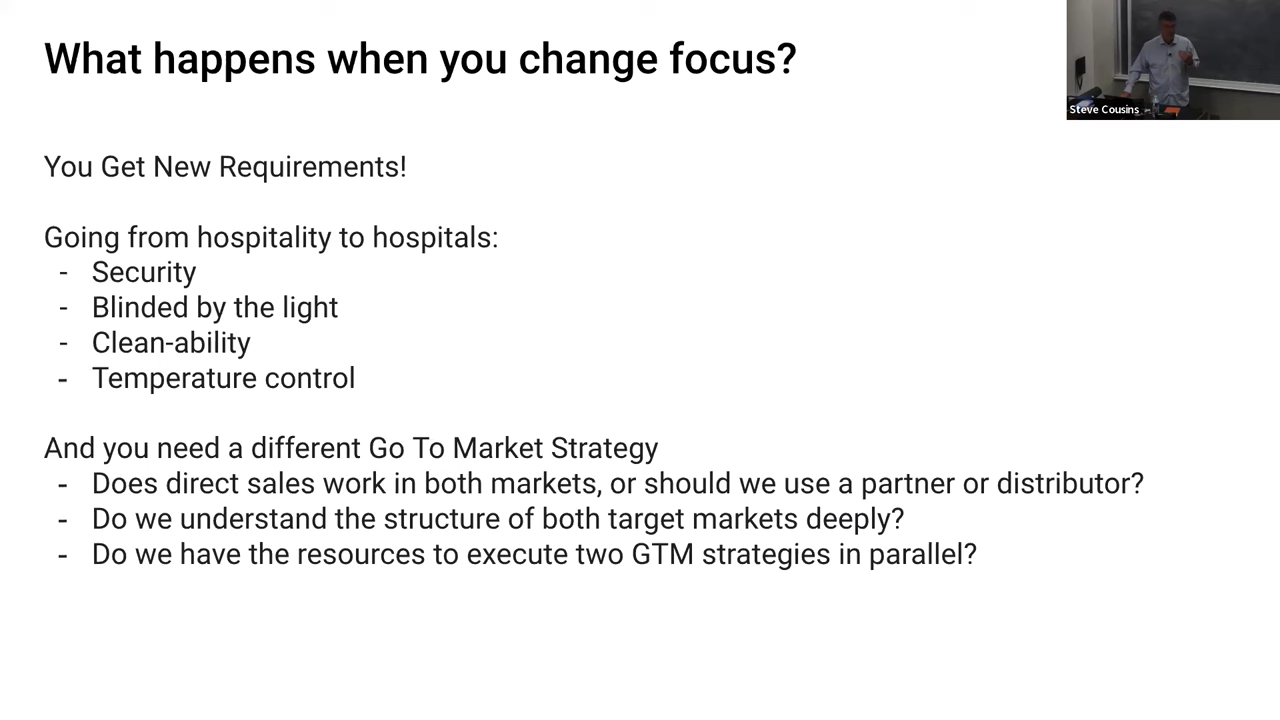 What happens when you change focus?
Steve Cousins
You Get New Requirements!
Going from hospitality to hospitals:
- Security
- Blinded by the light
- Clean-ability
- Temperature control
And you need a different Go To Market Strategy
- Does direct sales work in both markets, or should we use a partner or distributor?
- Do we understand the structure of both target markets deeply?
- Do we have the resources to execute two GTM strategies in parallel?